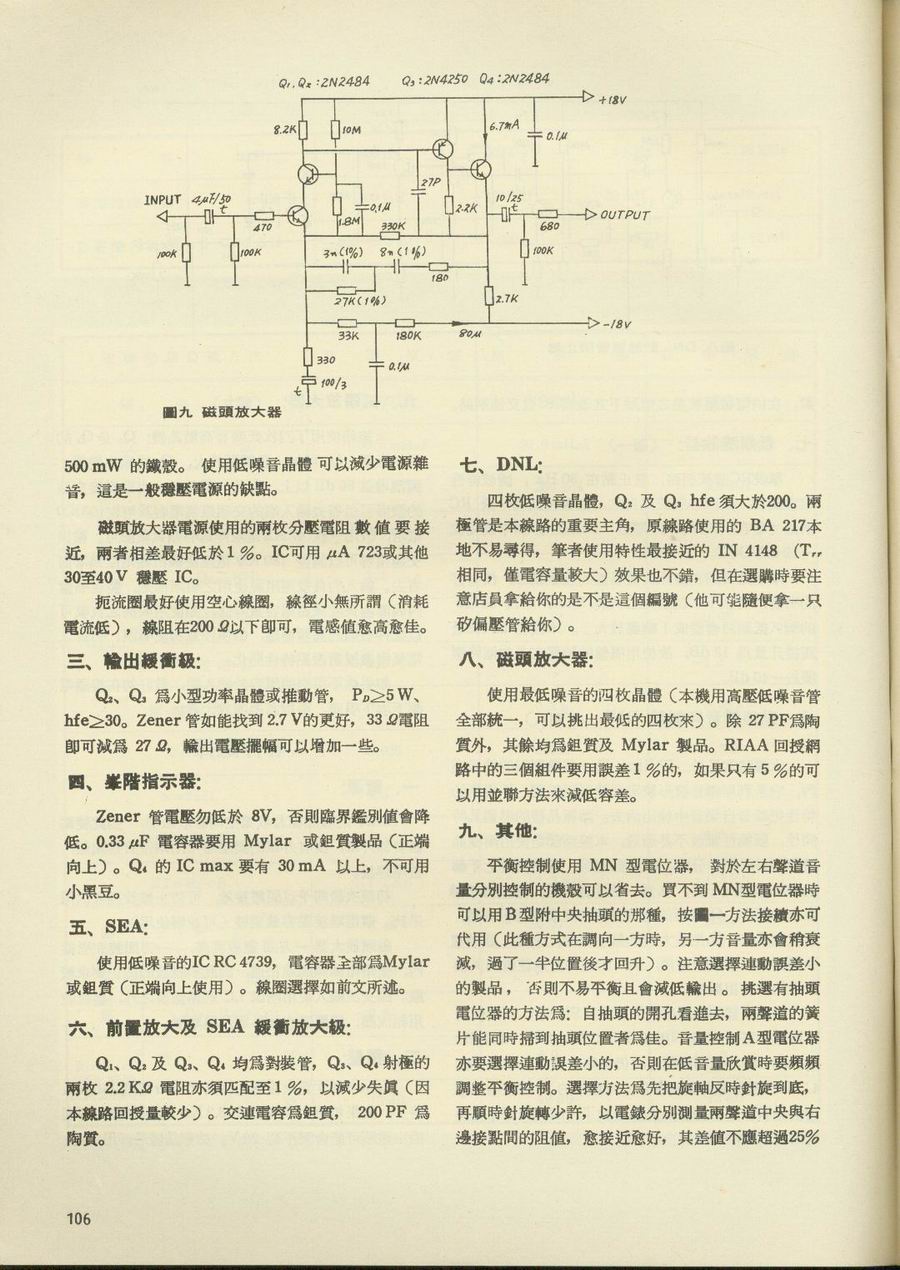 Q₁, Q₂ :2N2484 Q₃ :2N4250 Q₄ :2N2484
+18V
8.2K
10M
6.7mA
0.1μ
27P
INPUT
4μF/50
t
470
1.8M
0.1μ
2.2K
10/25
t
OUTPUT
330K
680
100K
100K
3n(1%)
8n(1%)
100K
180
27K(1%)
2.7K
33K
180K
80μ
-18V
330
0.1μ
100/3
t
圖九 磁頭放大器
500 mW 的鐵殼。 使用低噪音晶體 可以減少電源雜
音，這是一般穩壓電源的缺點。
磁頭放大器電源使用的兩枚分壓電阻 數 值 要 接
近，兩者相差最好低於 1 %。IC可用 μA 723或其他
30至40 V 穩壓 IC。
扼流圈最好使用空心線圈，線徑小無所謂（消耗
電流低），線阻在200 Ω以下卽可，電感値愈高愈佳。
三、輸出緩衝級：
Q₂、Q₃ 爲小型功率晶體或推動管， P_D≥5 W、
hfe≥30。Zener 管如能找到 2.7 V的更好，33 Ω電阻
卽可減爲 27 Ω，輸出電壓擺幅可以增加一些。
四、峯階指示器：
Zener 管電壓勿低於 8V，否則臨界鑑別値會降
低。0.33 μF 電容器要用 Mylar 或鉭質製品（正端
向上）。Q₄ 的 IC max 要有 30 mA 以上，不可用
小黑豆。
五、SEA：
使用低噪音的IC RC 4739，電容器全部爲Mylar
或鉭質（正端向上使用）。線圈選擇如前文所述。
六、前置放大及 SEA 緩衝放大級：
Q₁、Q₂ 及 Q₃、Q₄ 均爲對裝管，Q₃、Q₄ 射極的
兩枚 2.2 KΩ 電阻亦須匹配至 1 %，以減少失眞（因
本線路回授量較少）。交連電容爲鉭質， 200 PF 爲
陶質。
七、DNL：
四枚低噪音晶體，Q₂ 及 Q₃ hfe 須大於200。兩
極管是本線路的重要主角，原線路使用的 BA 217本
地不易尋得，筆者使用特性最接近的 IN 4148 （Trr
相同，僅電容量較大）效果也不錯，但在選購時要注
意店員拿給你的是不是這個編號（他可能隨便拿一只
矽偏壓管給你）。
八、磁頭放大器：
使用最低噪音的四枚晶體（本機用高壓低噪音管
全部統一，可以挑出最低的四枚來）。除 27 PF爲陶
質外，其餘均爲鉭質及 Mylar 製品。RIAA 回授網
路中的三個組件要用誤差 1 %的，如果只有 5 %的可
以用並聯方法來減低容差。
九、其他：
平衡控制使用 MN 型電位器， 對於左右聲道音
量分別控制的機殼可以省去。買不到 MN型電位器時
可以用 B 型附中央抽頭的那種，按圖一方法接續亦可
代用（此種方式在調向一方時，另一方音量亦會稍衰
減，過了一半位置後才回升）。注意選擇連動誤差小
的製品，否則不易平衡且會減低輸出。挑選有抽頭
電位器的方法爲：自抽頭的開孔看進去，兩聲道的簧
片能同時掃到抽頭位置者爲佳。音量控制 A 型電位器
亦要選擇連動誤差小的，否則在低音量欣賞時要頻頻
調整平衡控制。選擇方法爲先把旋軸反時針旋到底，
再順時針旋轉少許，以電錶分別測量兩聲道中央與右
邊接點間的阻値，愈接近愈好，其差値不應超過25%
106